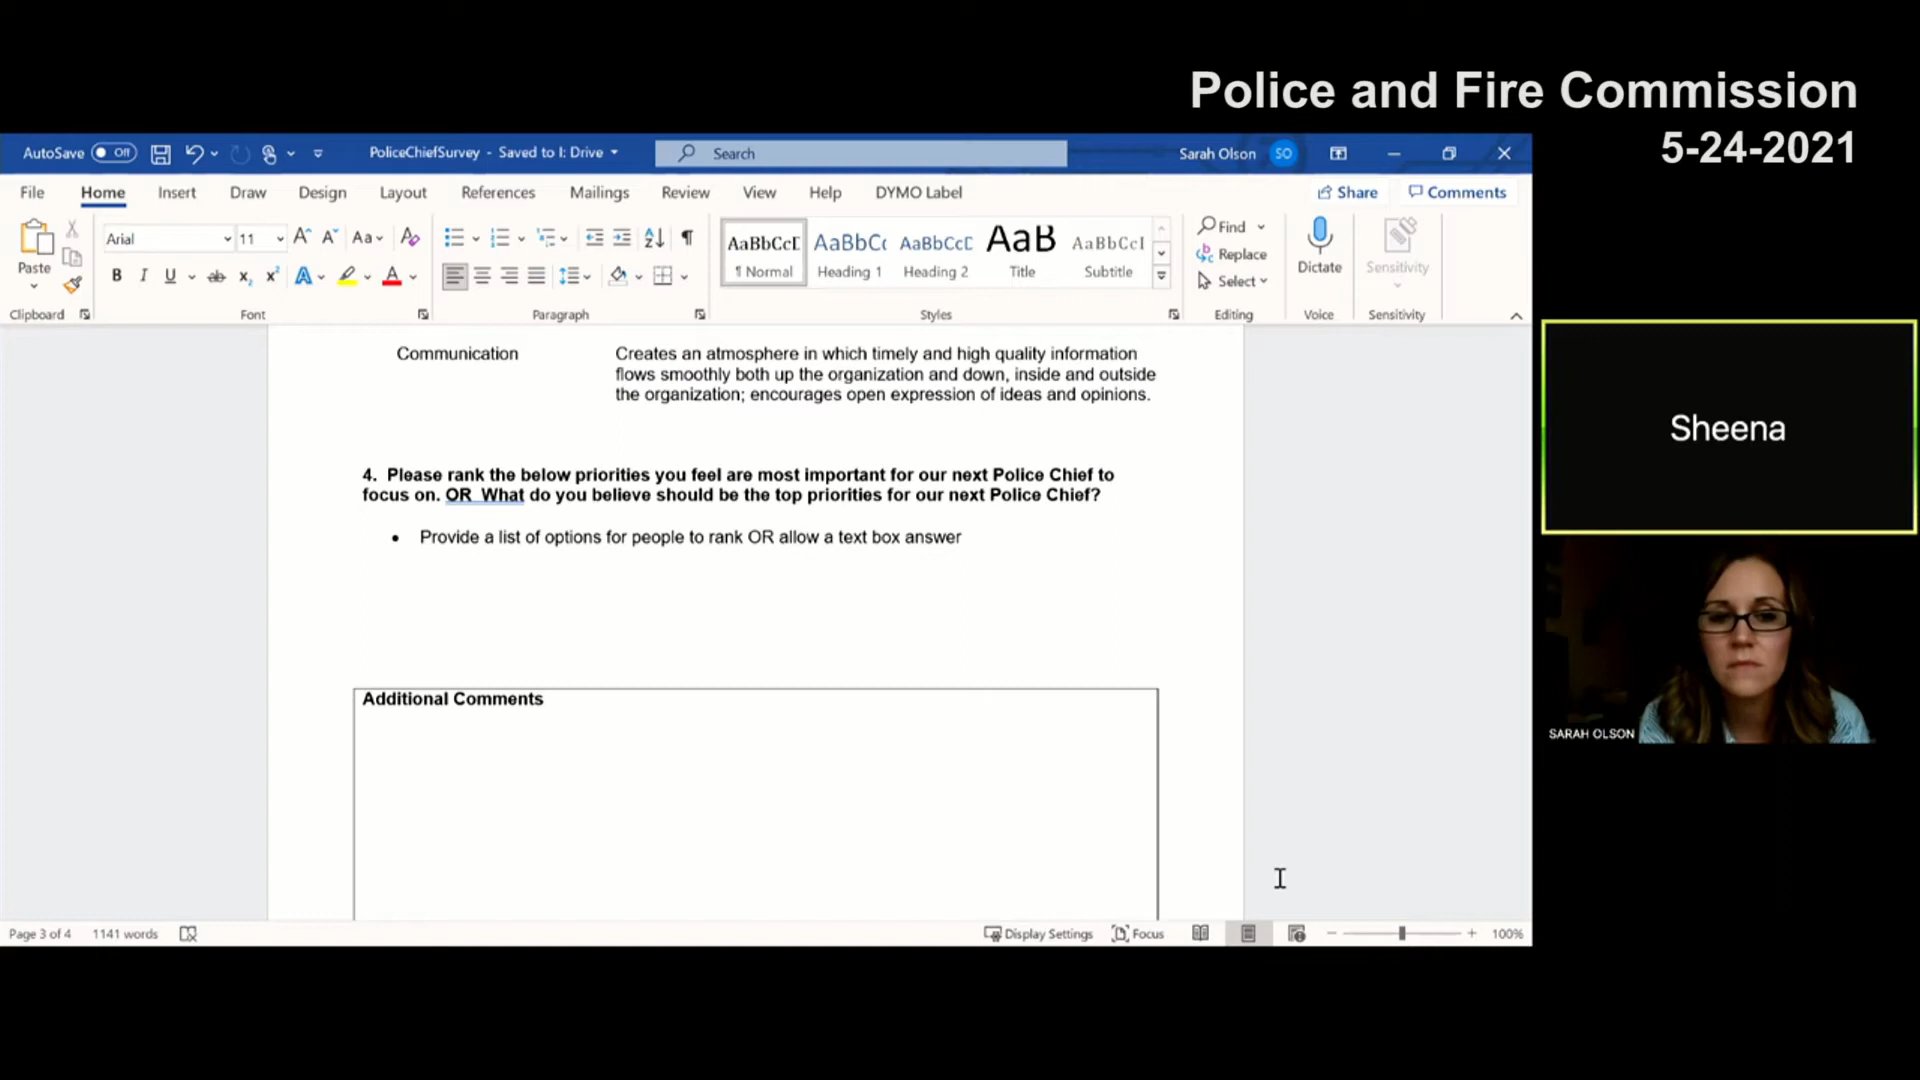 Police and Fire Commission
5-24-2021
AutoSave Off PoliceChiefSurvey - Saved to I: Drive Search Sarah Olson SO
File Home Insert Draw Design Layout References Mailings Review View Help DYMO Label Share Comments
Arial 11 Aa
Paste
B I U ab x2 x2 A A
AaBbCcD AaBbCc AaBbCcD AaB AaBbCcI
¶ Normal Heading 1 Heading 2 Title Subtitle
Find
Replace
Select
Dictate Sensitivity
Clipboard Font Paragraph Styles Editing Voice Sensitivity
Communication Creates an atmosphere in which timely and high quality information
flows smoothly both up the organization and down, inside and outside
the organization; encourages open expression of ideas and opinions.
4. Please rank the below priorities you feel are most important for our next Police Chief to
focus on. OR What do you believe should be the top priorities for our next Police Chief?
• Provide a list of options for people to rank OR allow a text box answer
Additional Comments
Page 3 of 4 1141 words Display Settings Focus 100%
Sheena
SARAH OLSON